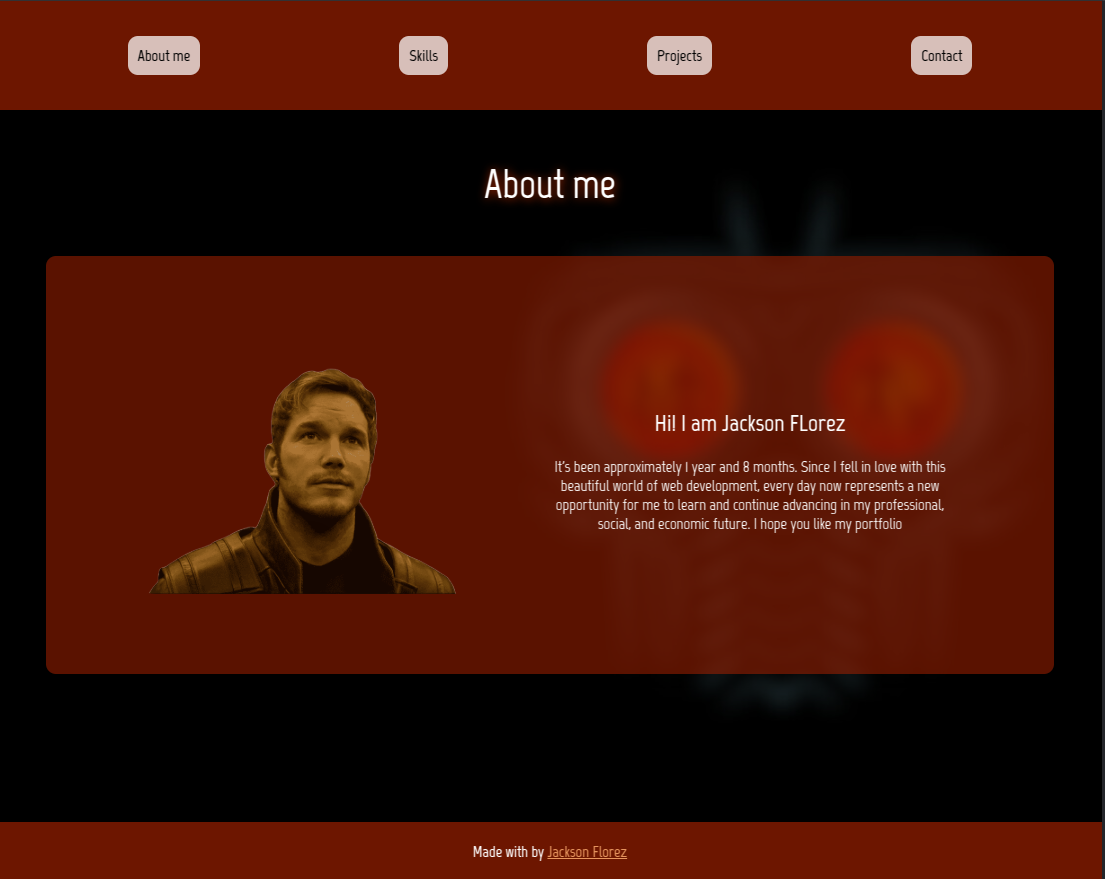 About me
Skills
Projects
Contact
About me
Hi! I am Jackson FLorez
It's been approximately 1 year and 8 months. Since I fell in love with this
beautiful world of web development, every day now represents a new
opportunity for me to learn and continue advancing in my professional,
social, and economic future. I hope you like my portfolio
Made with by Jackson Florez